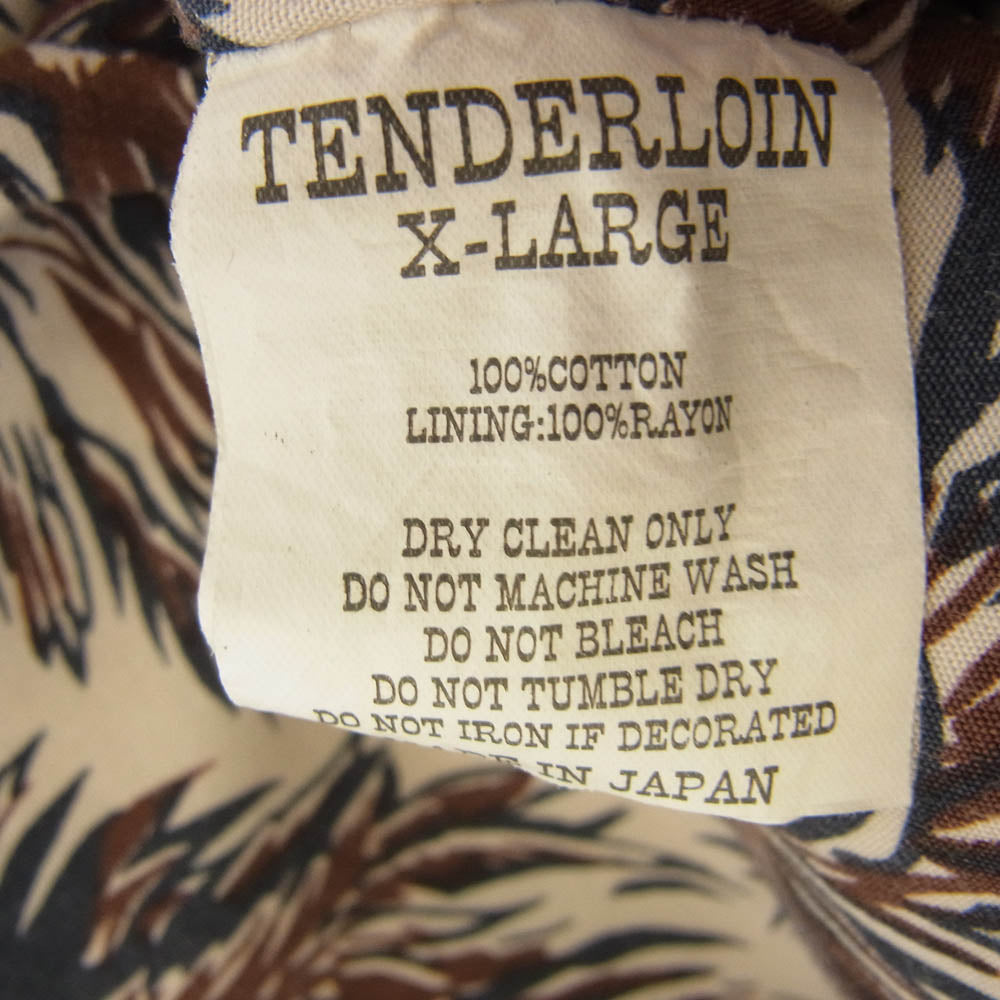 TENDERLOIN
X-LARGE
100%COTTON
LINING:100%RAYON
DRY CLEAN ONLY
DO NOT MACHINE WASH
DO NOT BLEACH
DO NOT TUMBLE DRY
DO NOT IRON IF DECORATED
IN JAPAN